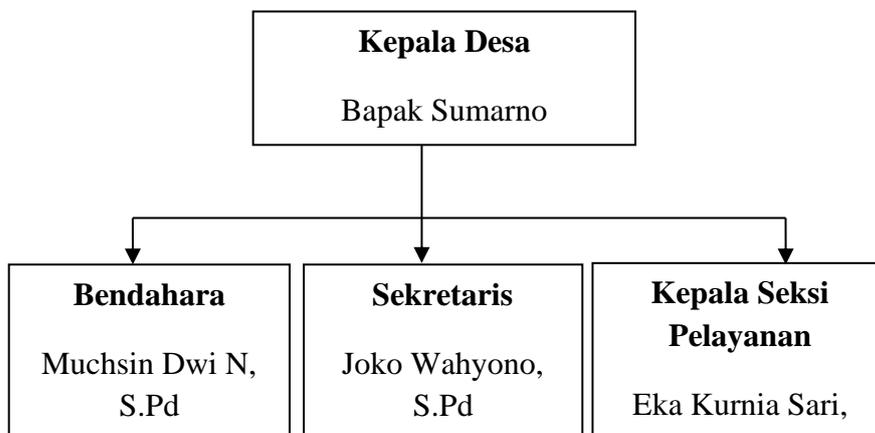 Kepala Desa
Bapak Sumarno
Bendahara
Muchsin Dwi N,
S.Pd
Sekretaris
Joko Wahyono,
S.Pd
Kepala Seksi
Pelayanan
Eka Kurnia Sari,